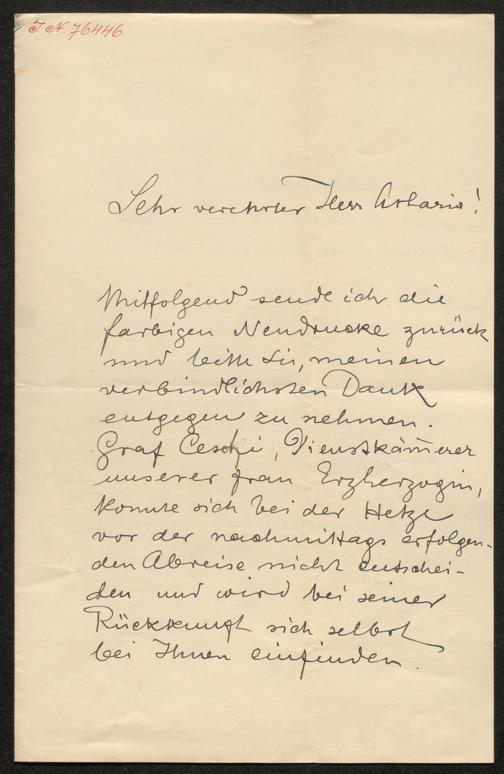 J. N. 76446
Sehr verehrter Herr Artaria!
Mitfolgend sende ich die
farbigen Neudrucke zurück
und bitte Sie, meinen
verbindlichsten Dank
entgegen zu nehmen.
Graf Ceschi, Dienstkämerer
unserer Frau Erzherzogin,
konnte sich bei der Hetze
vor der nachmittags erfolgen-
den Abreise nicht entschei-
den und wird bei seiner
Rückkunft sich selbst
bei Ihnen einfinden.